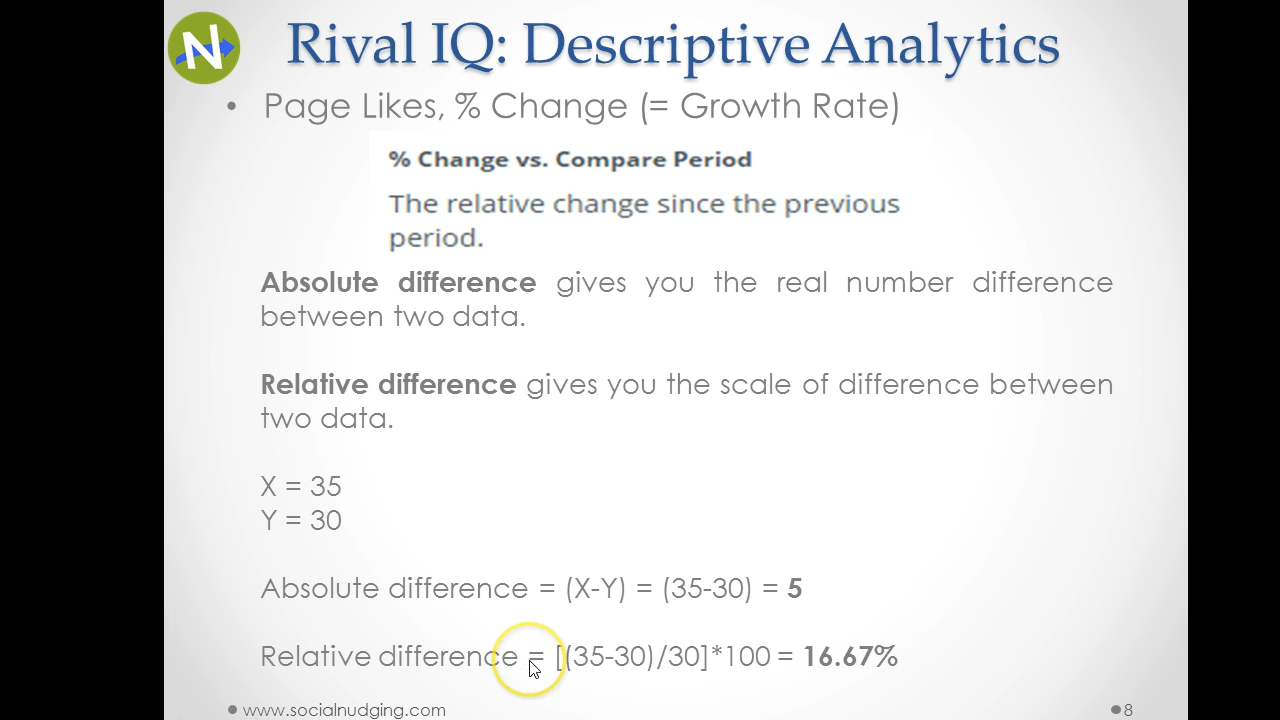 N
Rival IQ: Descriptive Analytics
• Page Likes, % Change (= Growth Rate)
% Change vs. Compare Period
The relative change since the previous
period.
Absolute difference gives you the real number difference
between two data.
Relative difference gives you the scale of difference between
two data.
X = 35
Y = 30
Absolute difference = (X-Y) = (35-30) = 5
Relative difference = [(35-30)/30]*100 = 16.67%
● www.socialnudging.com
● 8